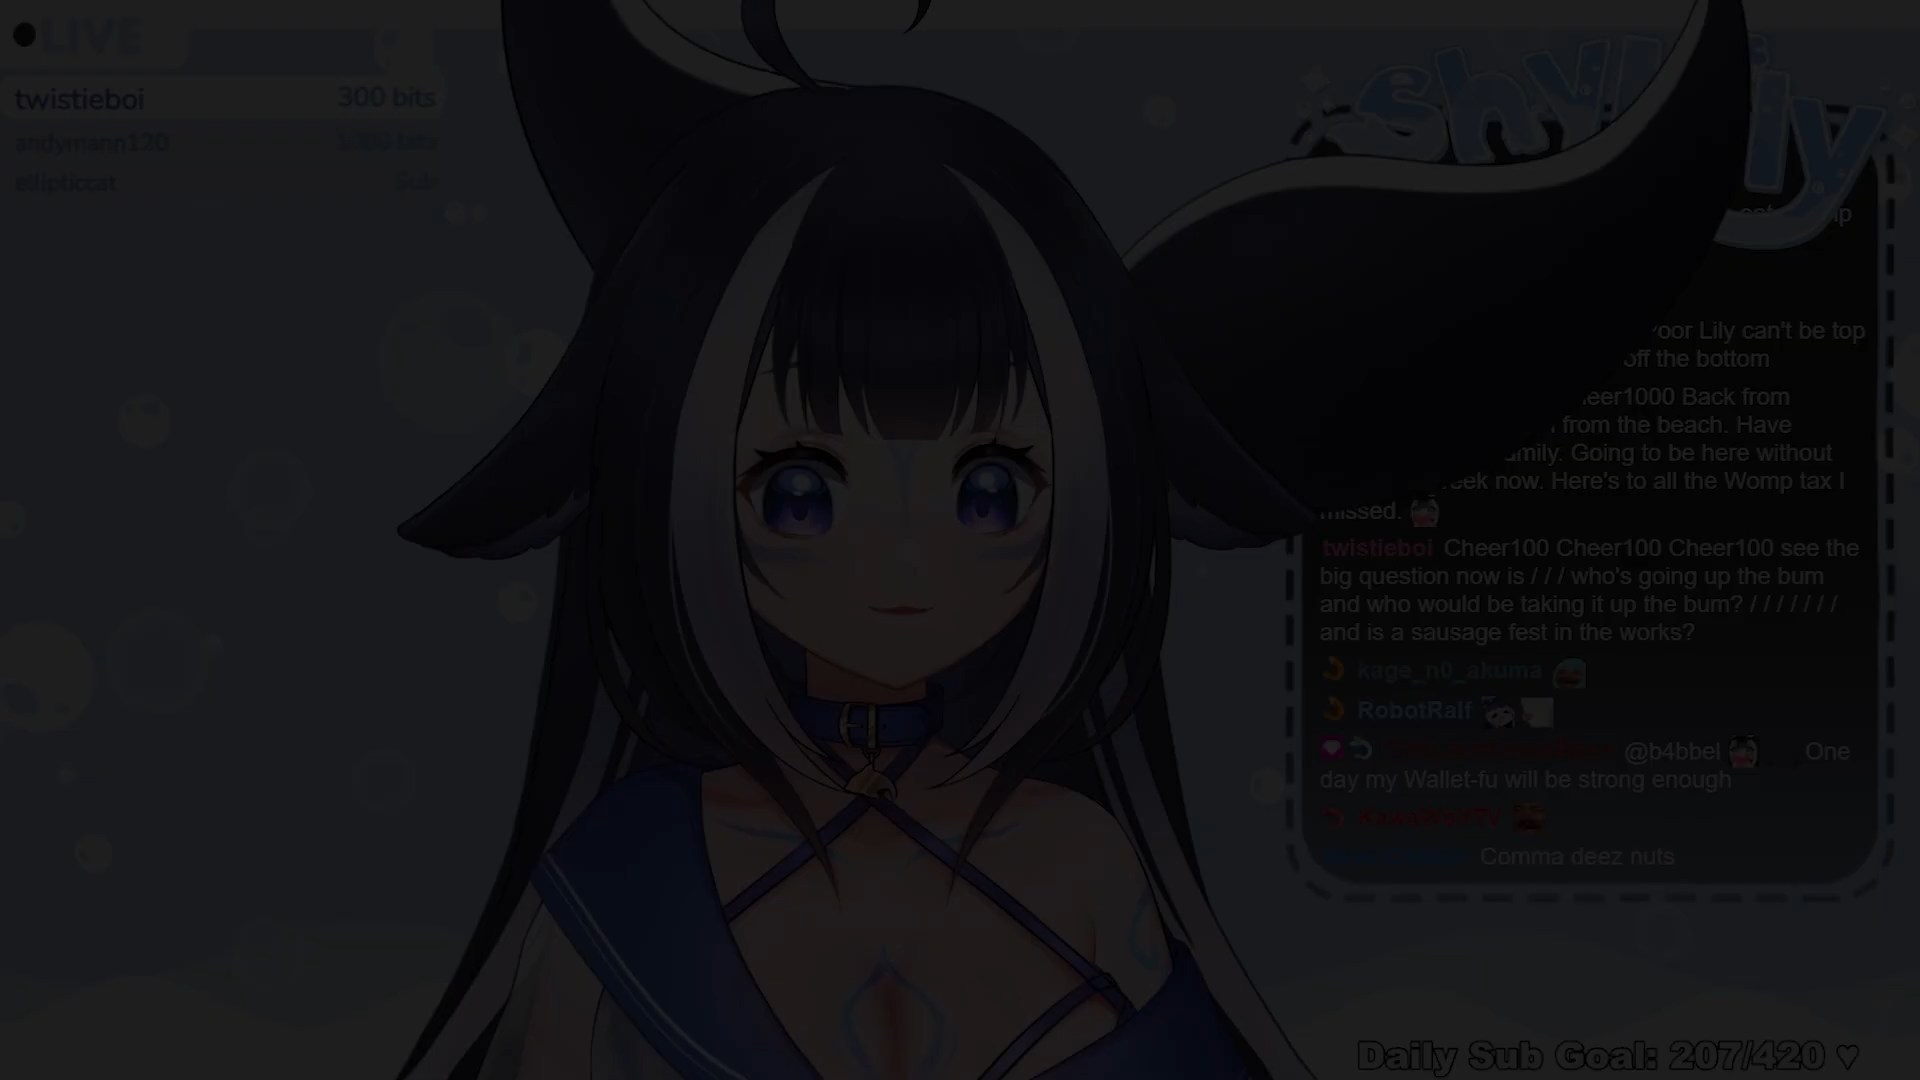 LIVE
twistieboi 300 bits
andymann120 1000 bits
ellipticcat Sub
shy lily
oor Lily can't be top
off the bottom
eer1000 Back from
from the beach. Have
amily. Going to be here without
eek now. Here's to all the Womp tax I
missed.
twistieboi Cheer100 Cheer100 Cheer100 see the
big question now is / / / who's going up the bum
and who would be taking it up the bum? / / / / / / /
and is a sausage fest in the works?
kage_n0_akuma
RobotRalf
@b4bbel One
day my Wallet-fu will be strong enough
Comma deez nuts
Daily Sub Goal: 207/420 ♥